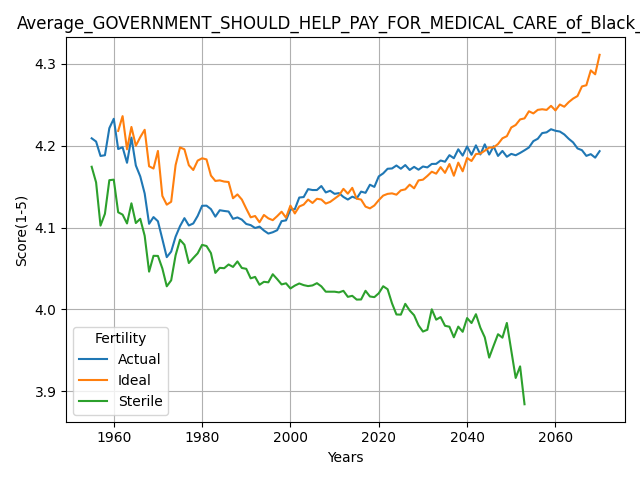 Average_GOVERNMENT_SHOULD_HELP_PAY_FOR_MEDICAL_CARE_of_Black_
4.3
4.2
4.1
4.0
3.9
Score(1-5)
Fertility
Actual
Ideal
Sterile
1960 1980 2000 2020 2040 2060
Years